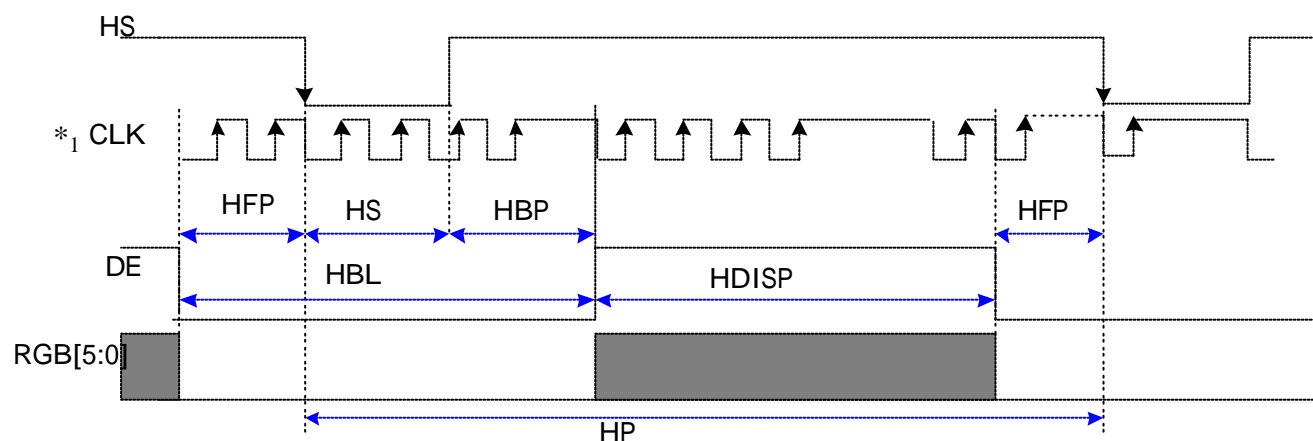 HS
*1 CLK
HFP
HS
HBP
HFP
DE
HBL
HDISP
RGB[5:0]
HP